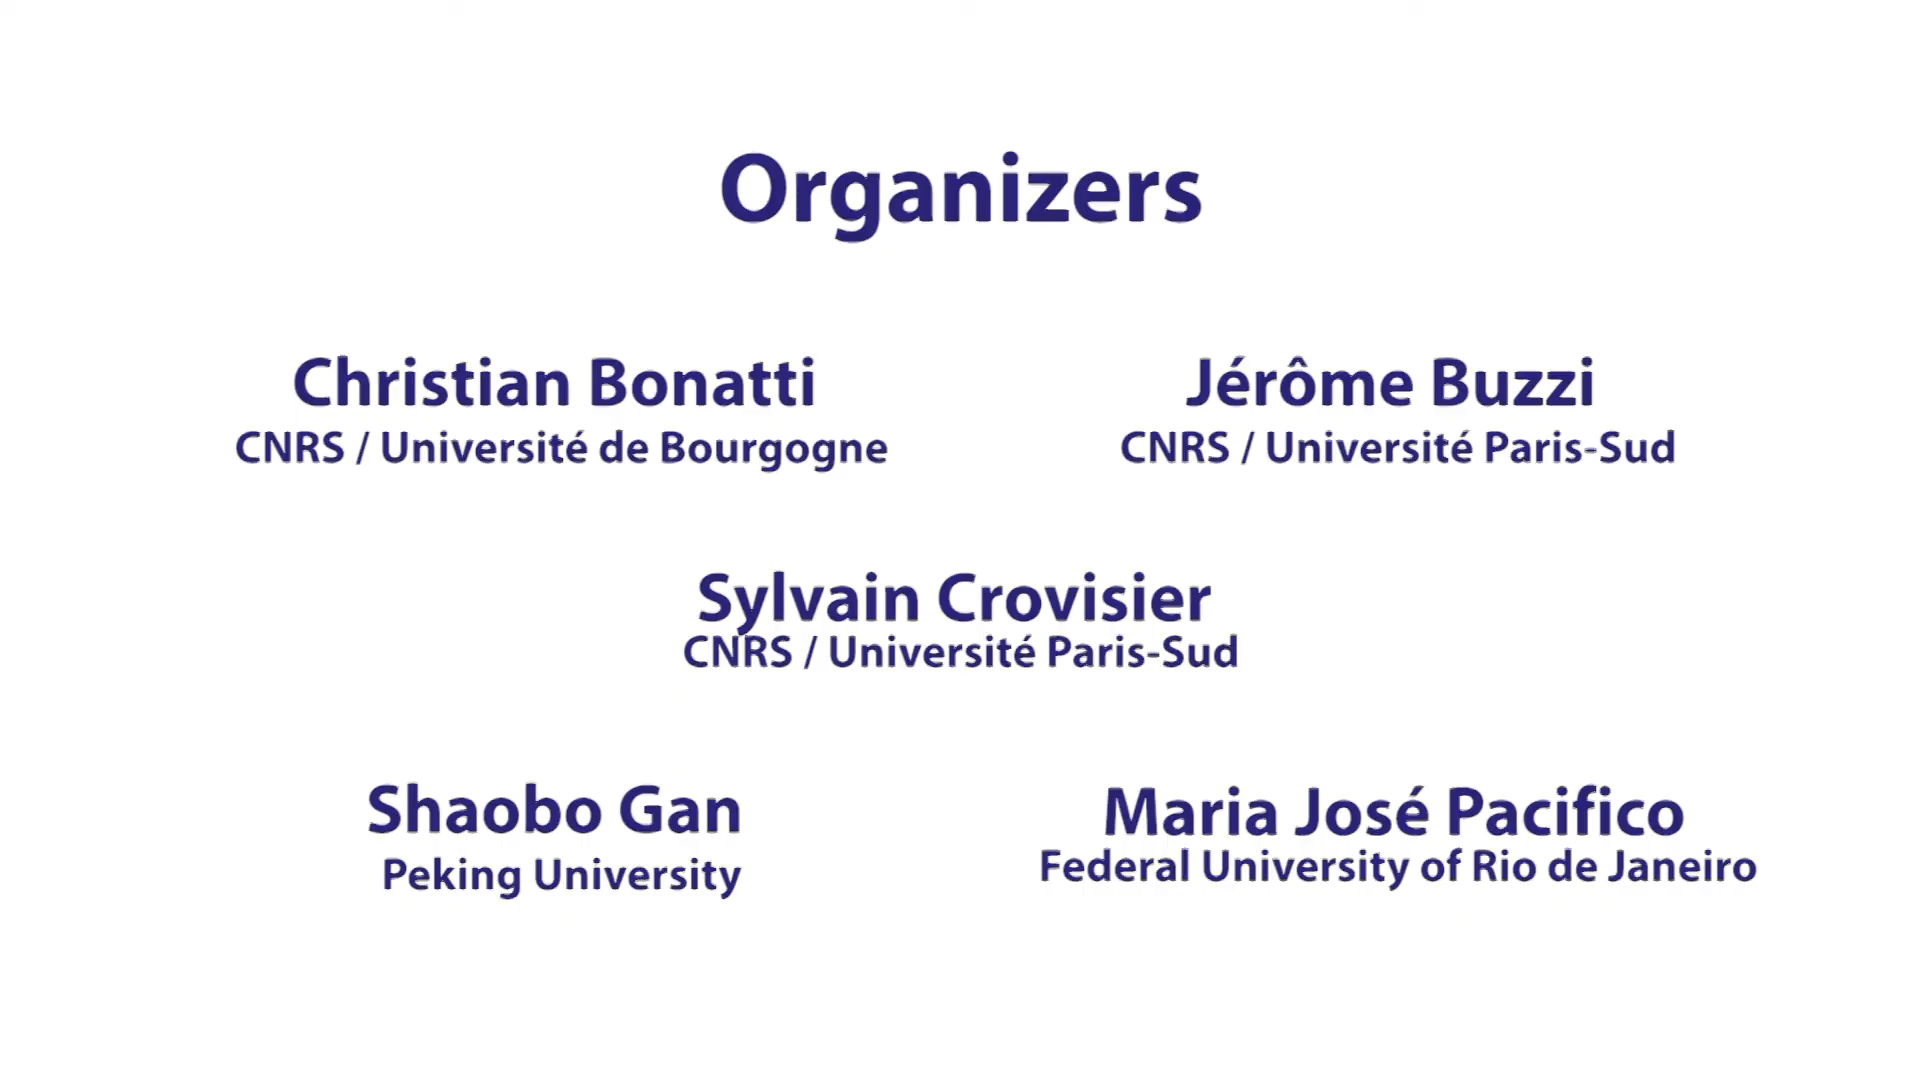 Organizers
Christian Bonatti
CNRS / Université de Bourgogne
Jérôme Buzzi
CNRS / Université Paris-Sud
Sylvain Crovisier
CNRS / Université Paris-Sud
Shaobo Gan
Peking University
Maria José Pacifico
Federal University of Rio de Janeiro